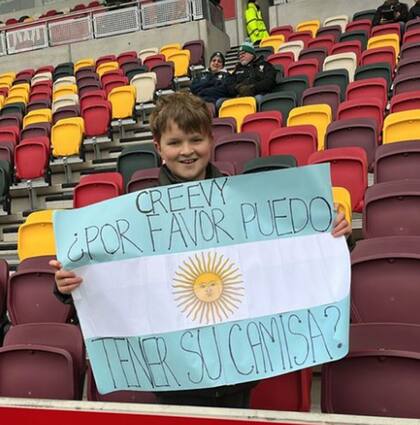 CREEVY
¿POR FAVOR PUEDO
TENER SU CAMISA?